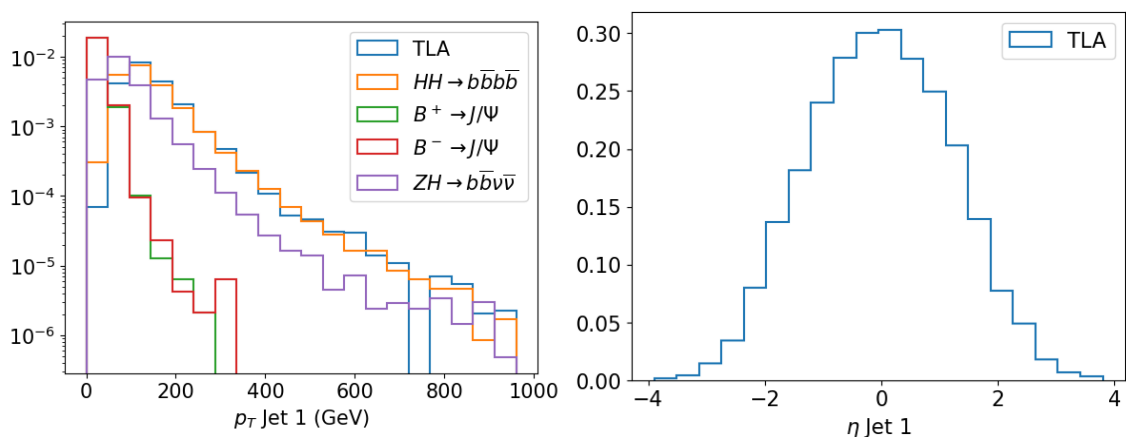 10⁻²
10⁻³
10⁻⁴
10⁻⁵
10⁻⁶
TLA
HH → bb̅bb̅
B⁺ → J/Ψ
B⁻ → J/Ψ
ZH → bb̅νν̅
0 200 400 600 800 1000
p_T Jet 1 (GeV)
0.30
0.25
0.20
0.15
0.10
0.05
0.00
TLA
−4 −2 0 2 4
η Jet 1